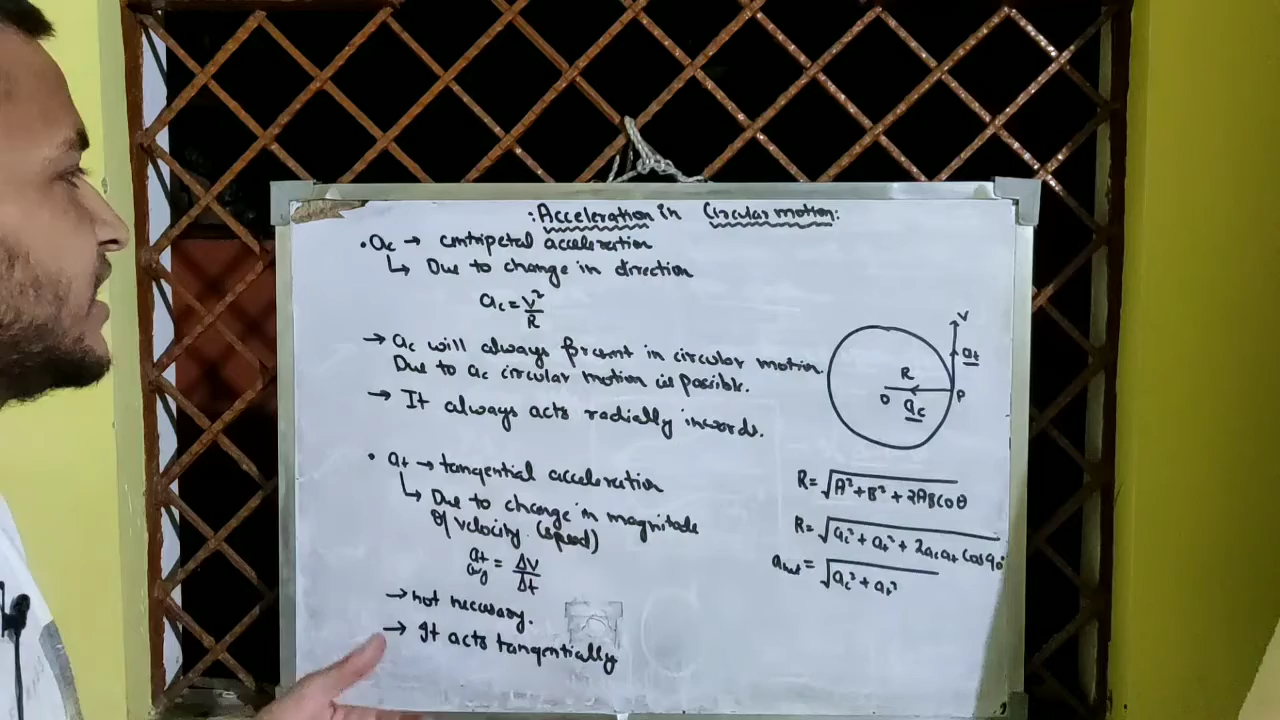 :Acceleration in Circular motion:
• ac → centripetal acceleration
↳ Due to change in direction
ac = v²/R
→ ac will always present in circular motion.
Due to ac circular motion is possible.
→ It always acts radially inwords.
• at → tangential acceleration
↳ Due to change in magnitude
of velocity. (speed)
at avg = Δv/Δt
→ not necessary.
→ It acts tangentially
v
at
R
O
P
ac
R = √A² + B² + 2ABcosθ
R = √ac² + at² + 2acat cos90°
anet = √ac² + at²